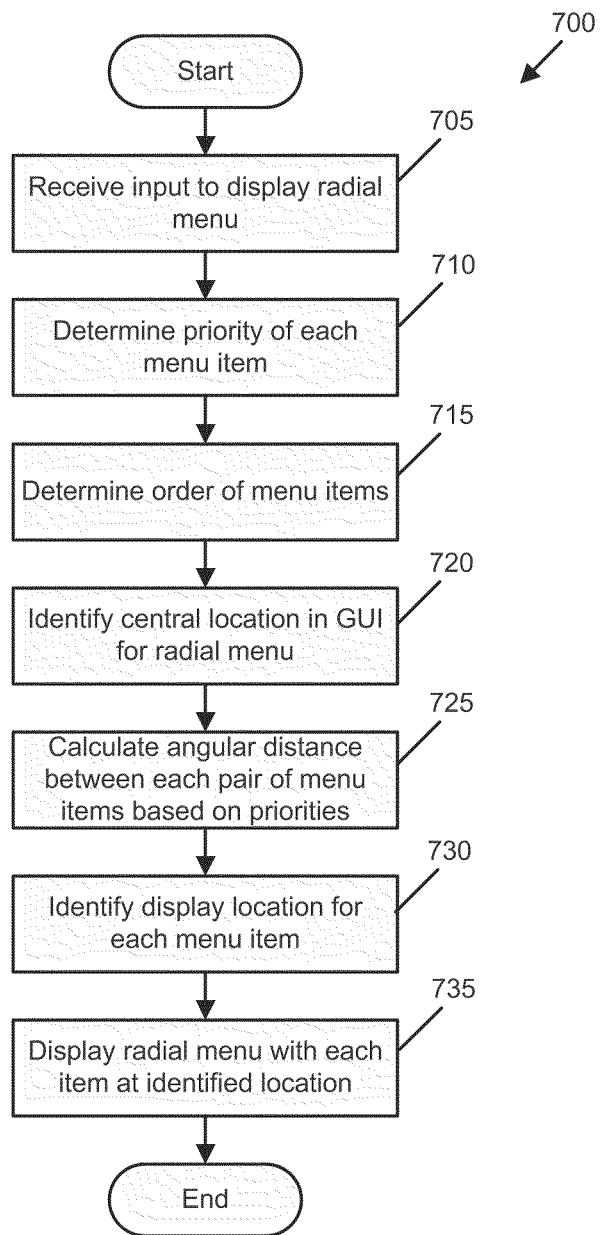 700
Start
705
Receive input to display radial
menu
710
Determine priority of each
menu item
715
Determine order of menu items
720
Identify central location in GUI
for radial menu
725
Calculate angular distance
between each pair of menu
items based on priorities
730
Identify display location for
each menu item
735
Display radial menu with each
item at identified location
End